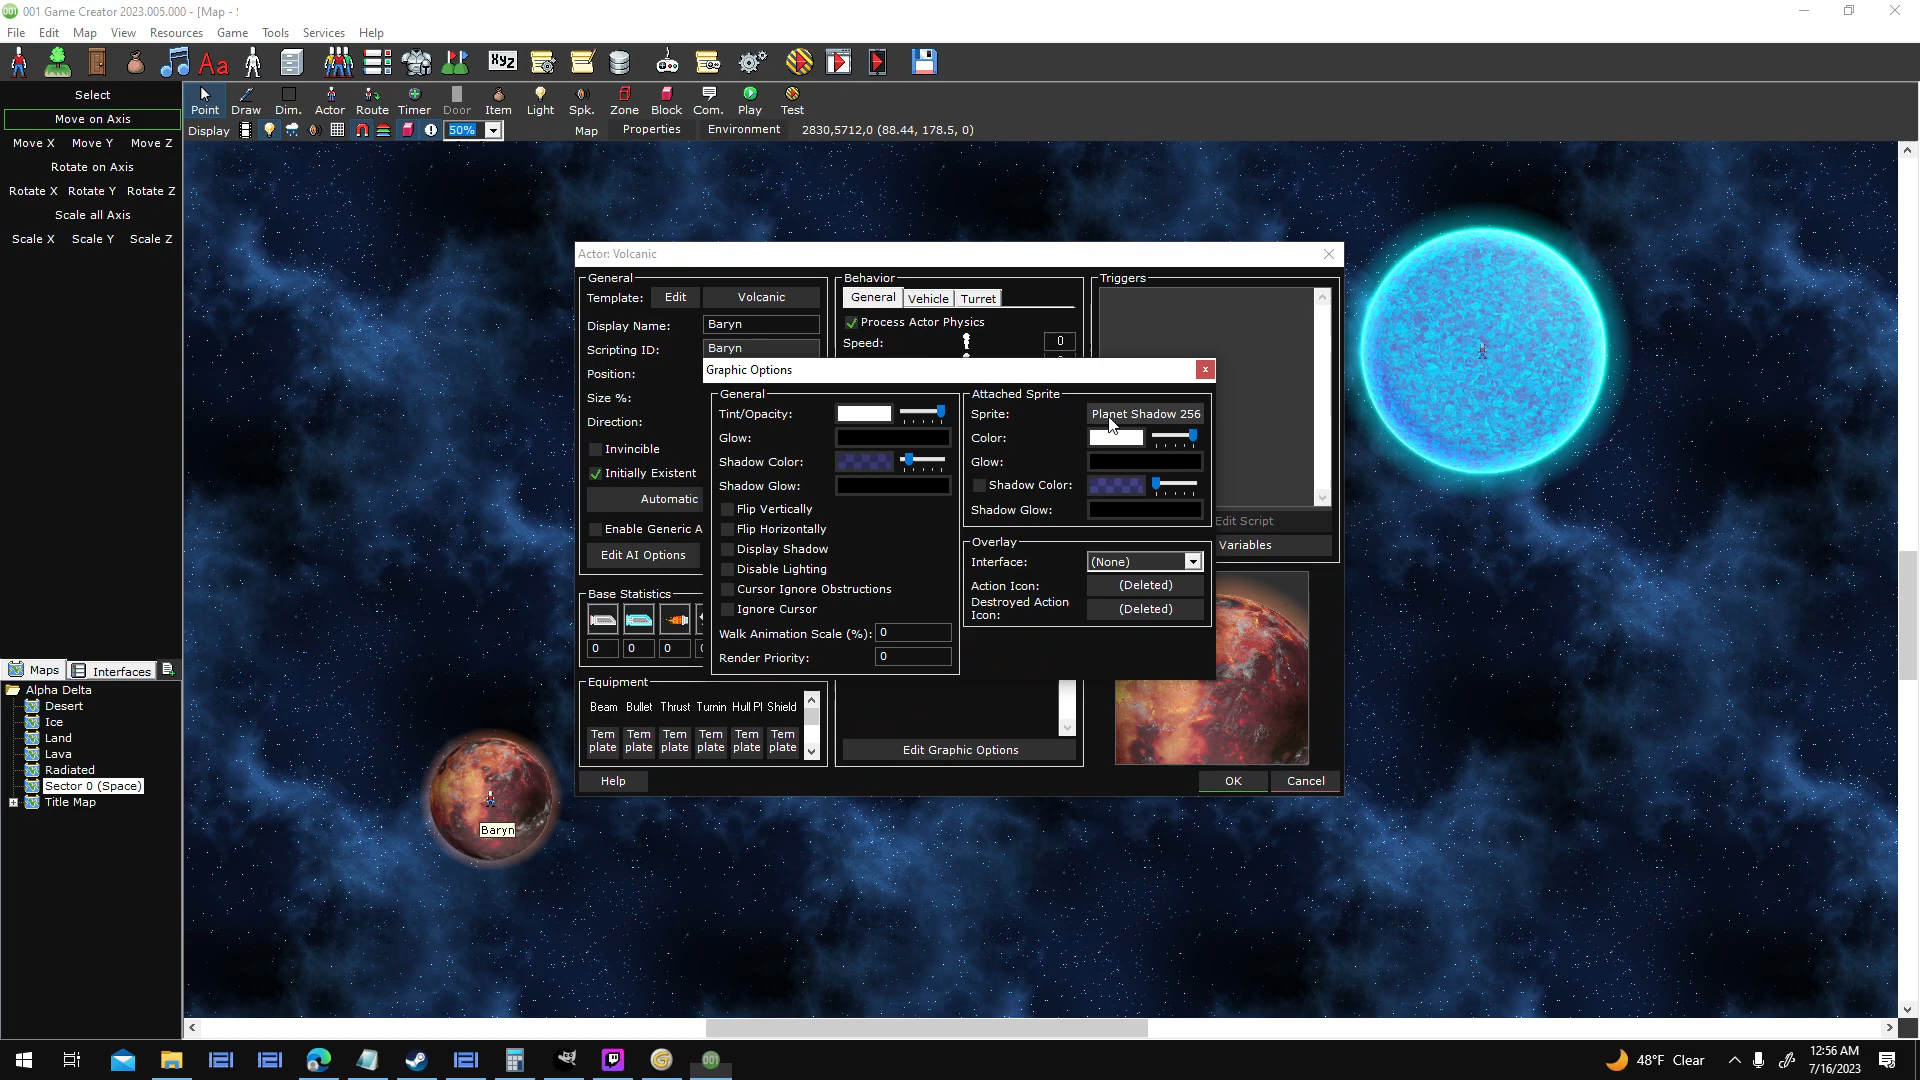 001 Game Creator 2023.005.000 - [Map - :
File Edit Map View Resources Game Tools Services Help
Aa XYZ
Select
Move on Axis
Move X Move Y Move Z
Rotate on Axis
Rotate X Rotate Y Rotate Z
Scale all Axis
Scale X Scale Y Scale Z
Point Draw Dim. Actor Route Timer Door Item Light Spk. Zone Block Com. Play Test
Display 50% Map Properties Environment 2830,5712,0 (88.44, 178.5, 0)
Actor: Volcanic
General
Template: Edit Volcanic
Display Name: Baryn
Scripting ID: Baryn
Position:
Size %:
Direction:
Invincible
Initially Existent
Automatic
Enable Generic A
Edit AI Options
Base Statistics
0 0 0
Equipment
Beam Bullet Thrust Turnin Hull Pl Shield
Tem plate Tem plate Tem plate Tem plate Tem plate Tem plate
Help
Behavior
General Vehicle Turret
Process Actor Physics
Speed: 0
Edit Graphic Options
Triggers
Edit Script
Variables
OK Cancel
Graphic Options
General
Tint/Opacity:
Glow:
Shadow Color:
Shadow Glow:
Flip Vertically
Flip Horizontally
Display Shadow
Disable Lighting
Cursor Ignore Obstructions
Ignore Cursor
Walk Animation Scale (%): 0
Render Priority: 0
Attached Sprite
Sprite: Planet Shadow 256
Color:
Glow:
Shadow Color:
Shadow Glow:
Overlay
Interface: (None)
Action Icon: (Deleted)
Destroyed Action
Icon: (Deleted)
Baryn
Maps Interfaces
Alpha Delta
Desert
Ice
Land
Lava
Radiated
Sector 0 (Space)
Title Map
001
48°F Clear
12:56 AM
7/16/2023